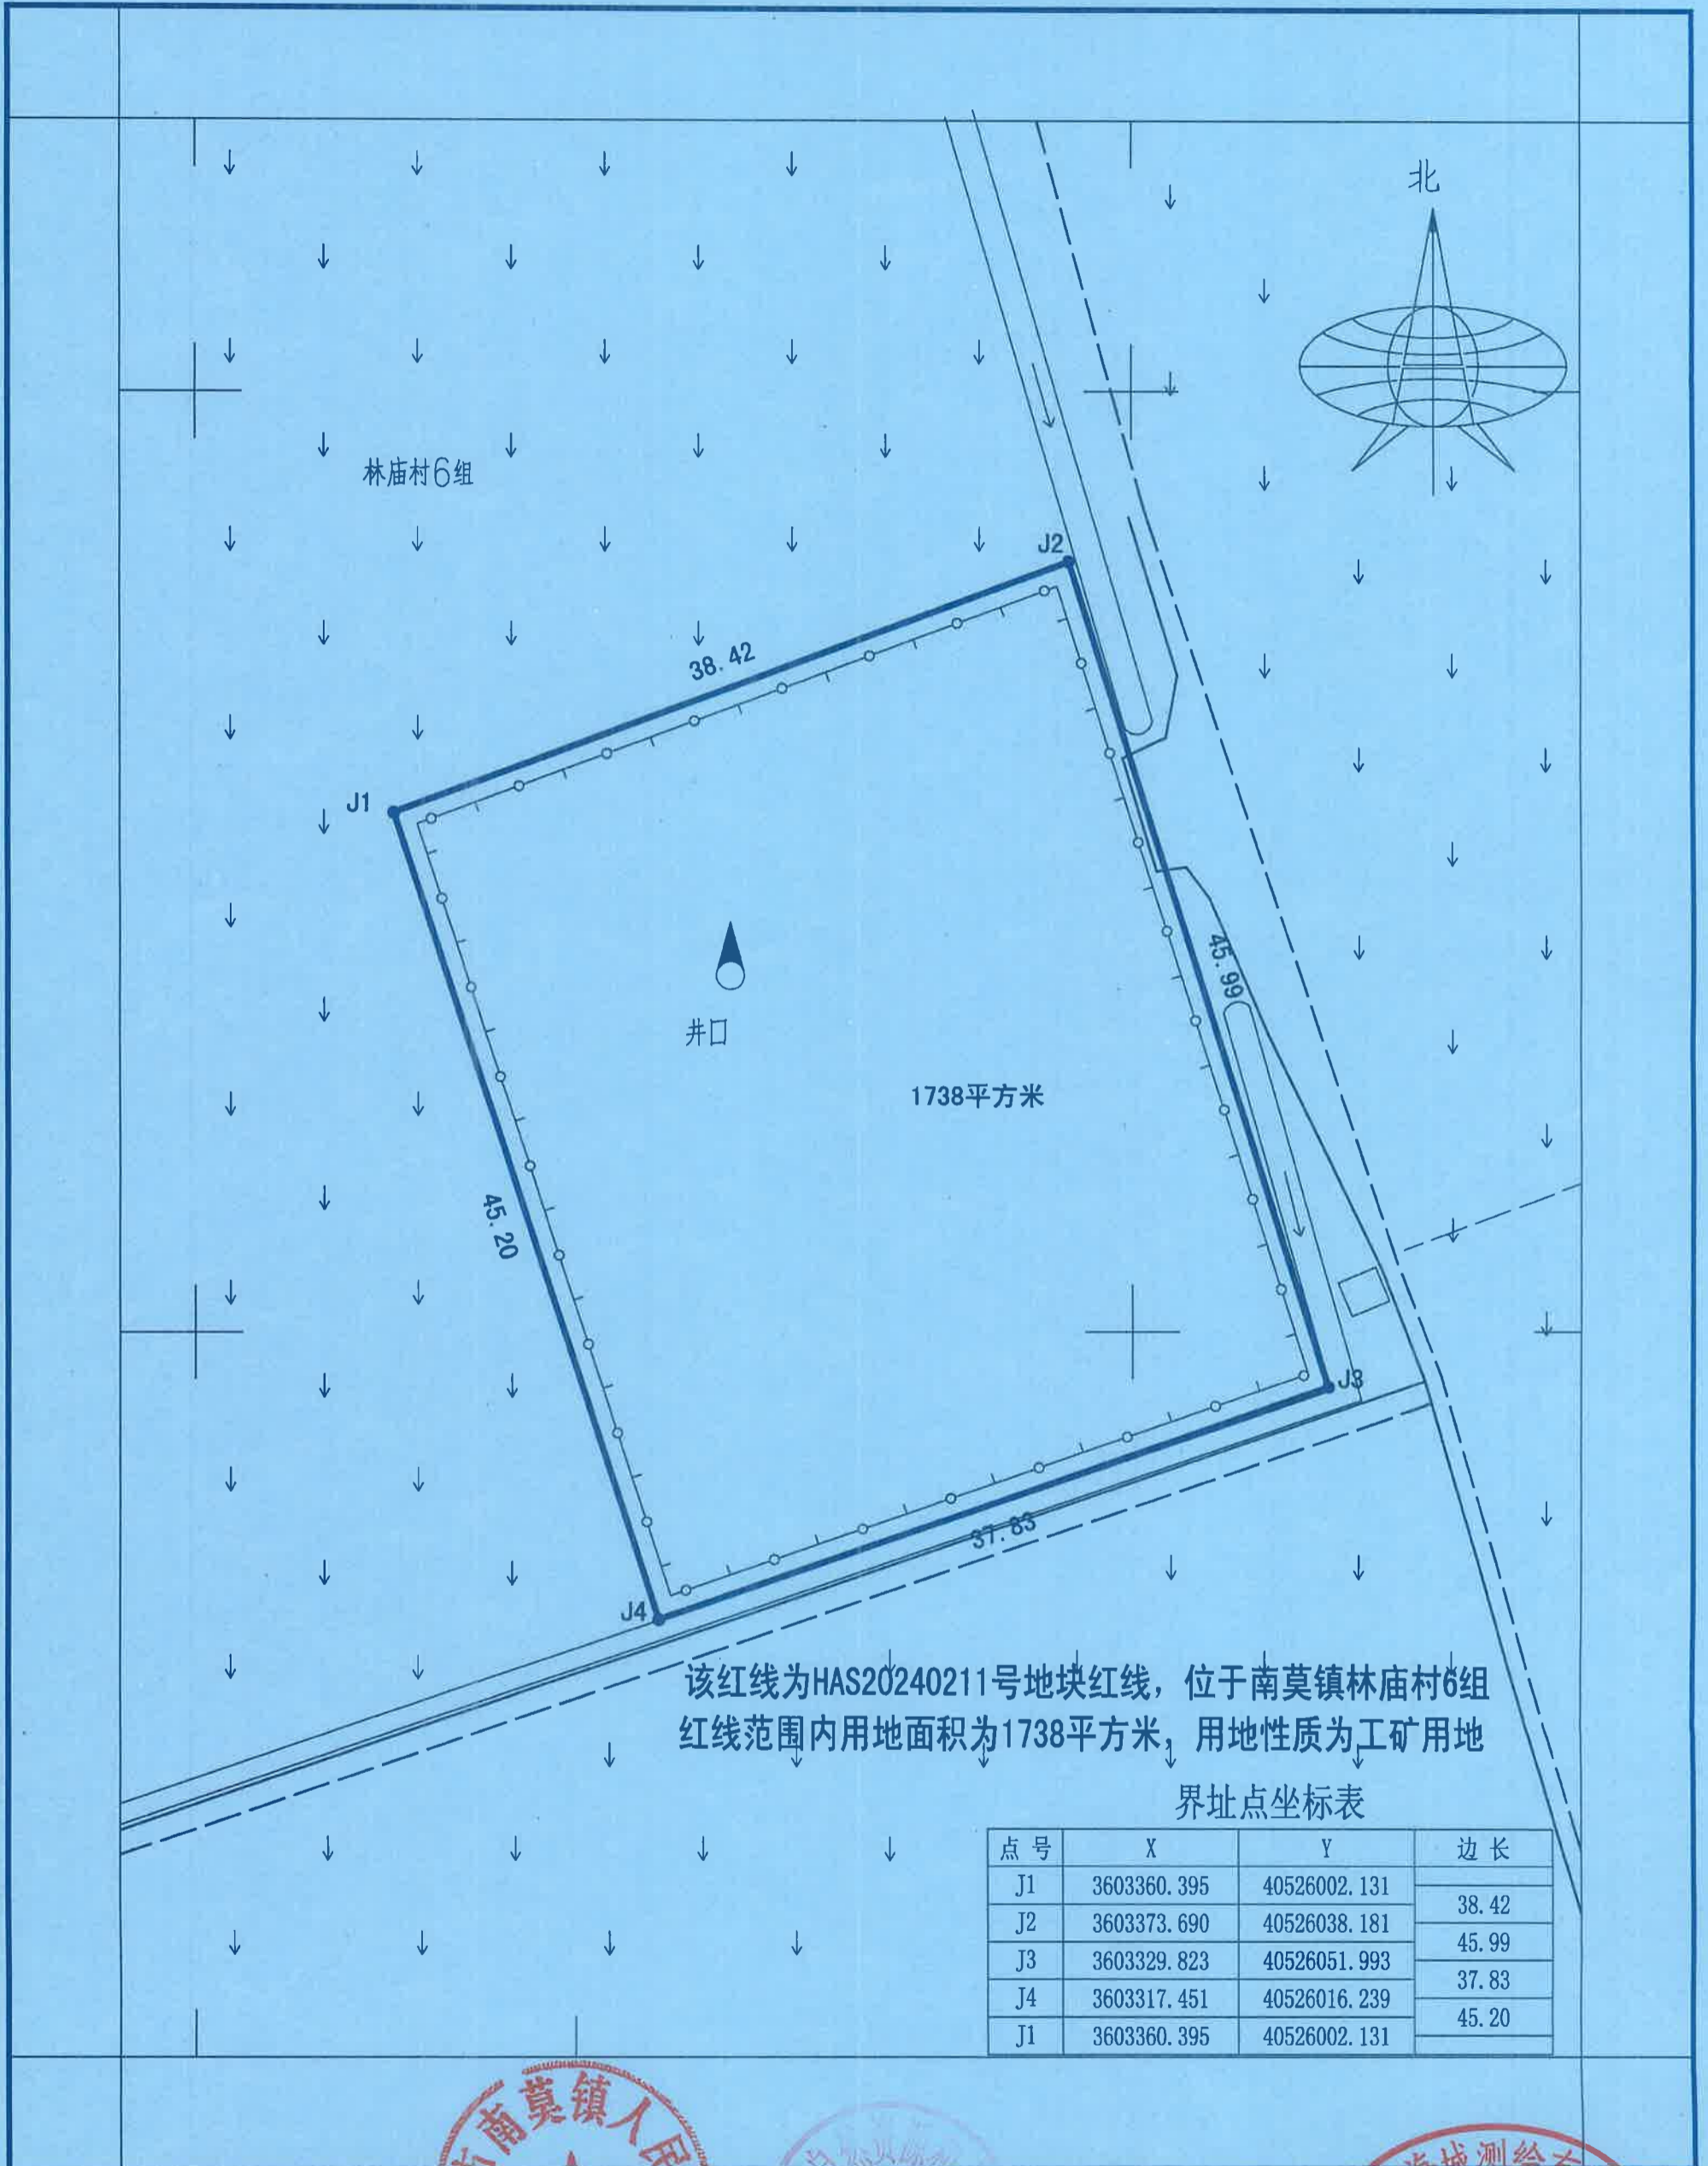 北
林庙村6组
J2
38.42
J1
45.99
井口
1738平方米
45.20
J3
37.83
J4
该红线为HAS20240211号地块红线，位于南莫镇林庙村6组
红线范围内用地面积为1738平方米，用地性质为工矿用地
界址点坐标表
点号 X Y 边长
J1 3603360.395 40526002.131
38.42
J2 3603373.690 40526038.181
45.99
J3 3603329.823 40526051.993
37.83
J4 3603317.451 40526016.239
45.20
J1 3603360.395 40526002.131
南莫镇人民
测绘